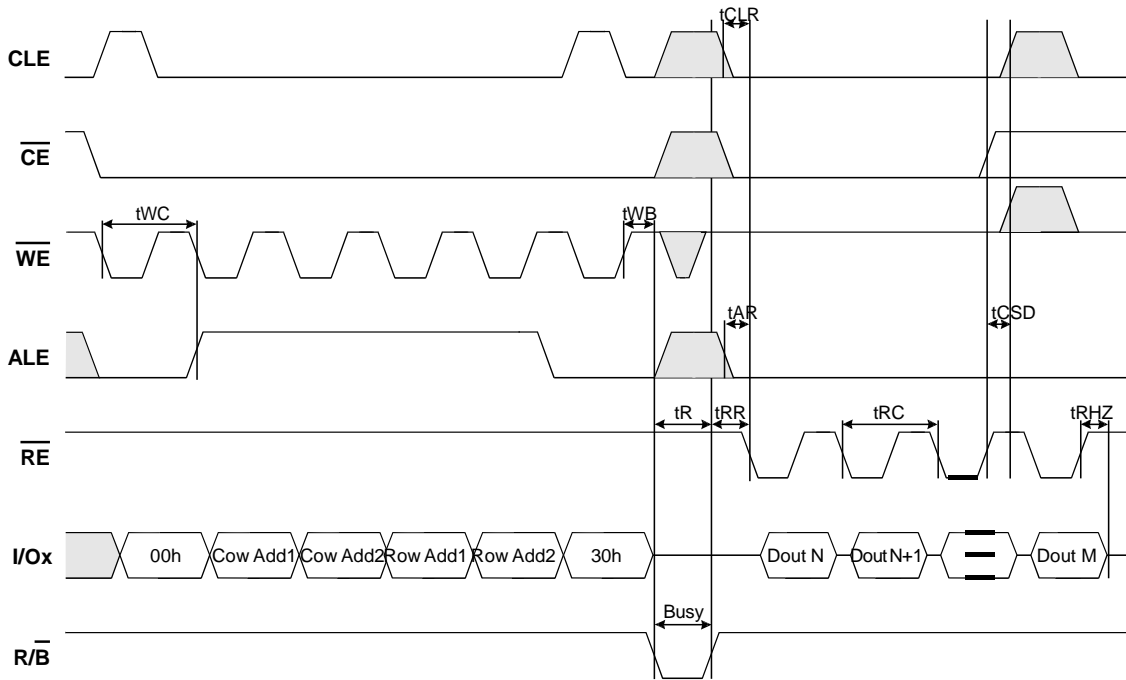 tCLR
CLE
CE
tWC
tWB
WE
tAR
tCSD
ALE
tR
tRR
tRC
tRHZ
RE
I/Ox
00h
Cow Add1
Cow Add2
Row Add1
Row Add2
30h
Dout N
Dout N+1
Dout M
Busy
R/B